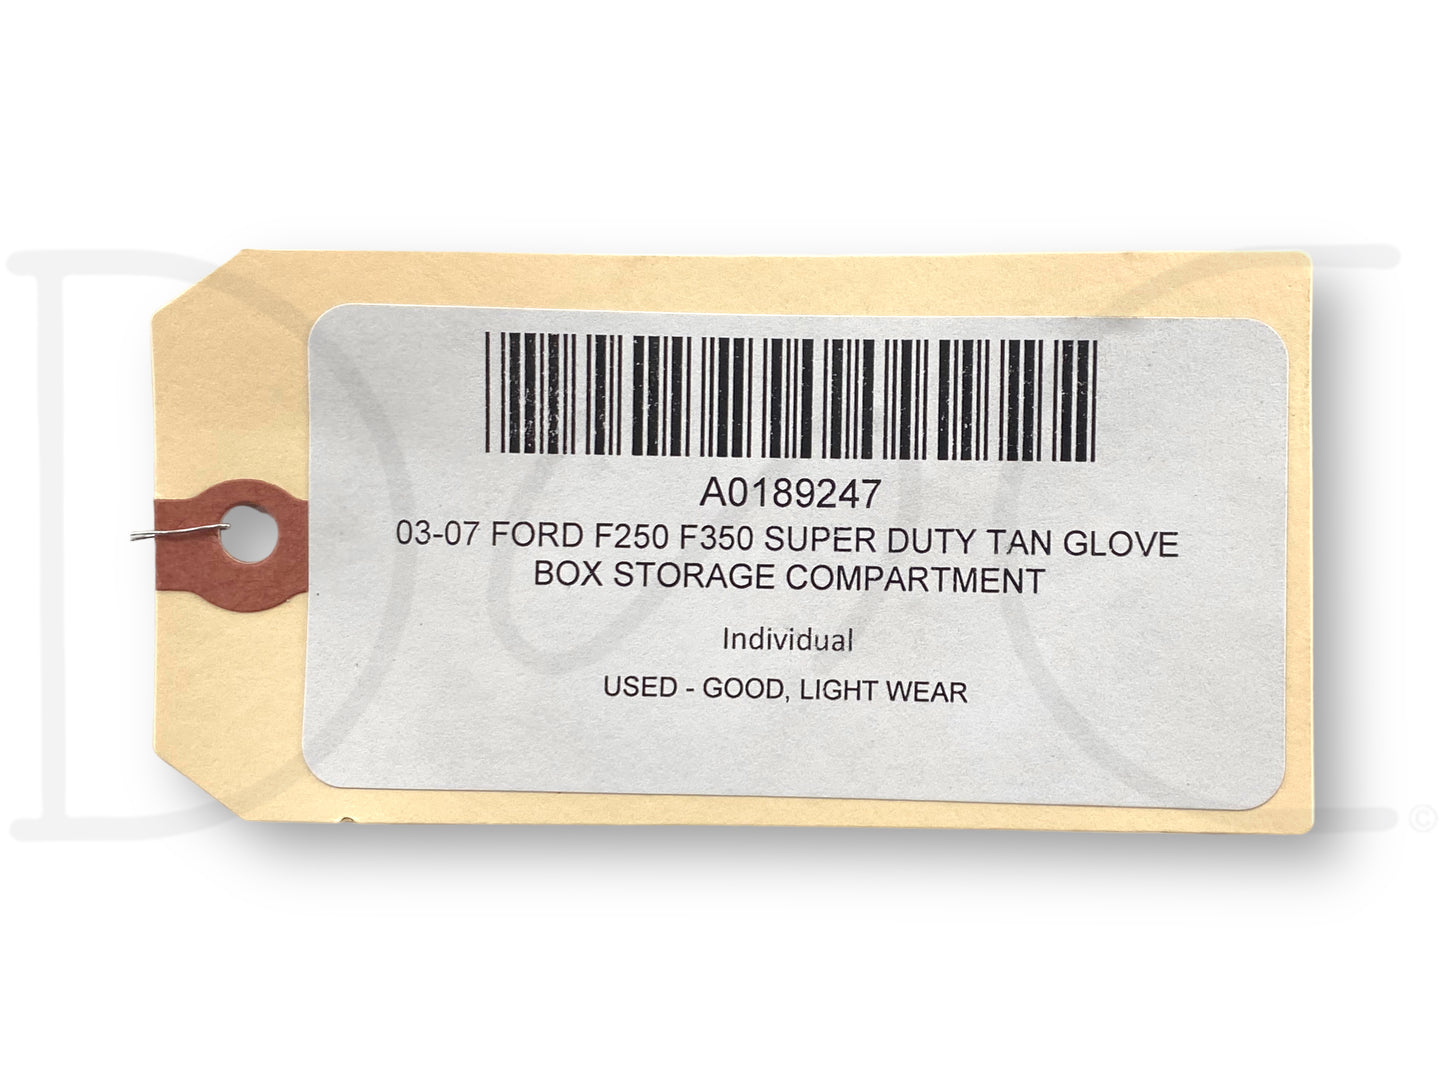 A0189247
03-07 FORD F250 F350 SUPER DUTY TAN GLOVE
BOX STORAGE COMPARTMENT
Individual
USED - GOOD, LIGHT WEAR
©